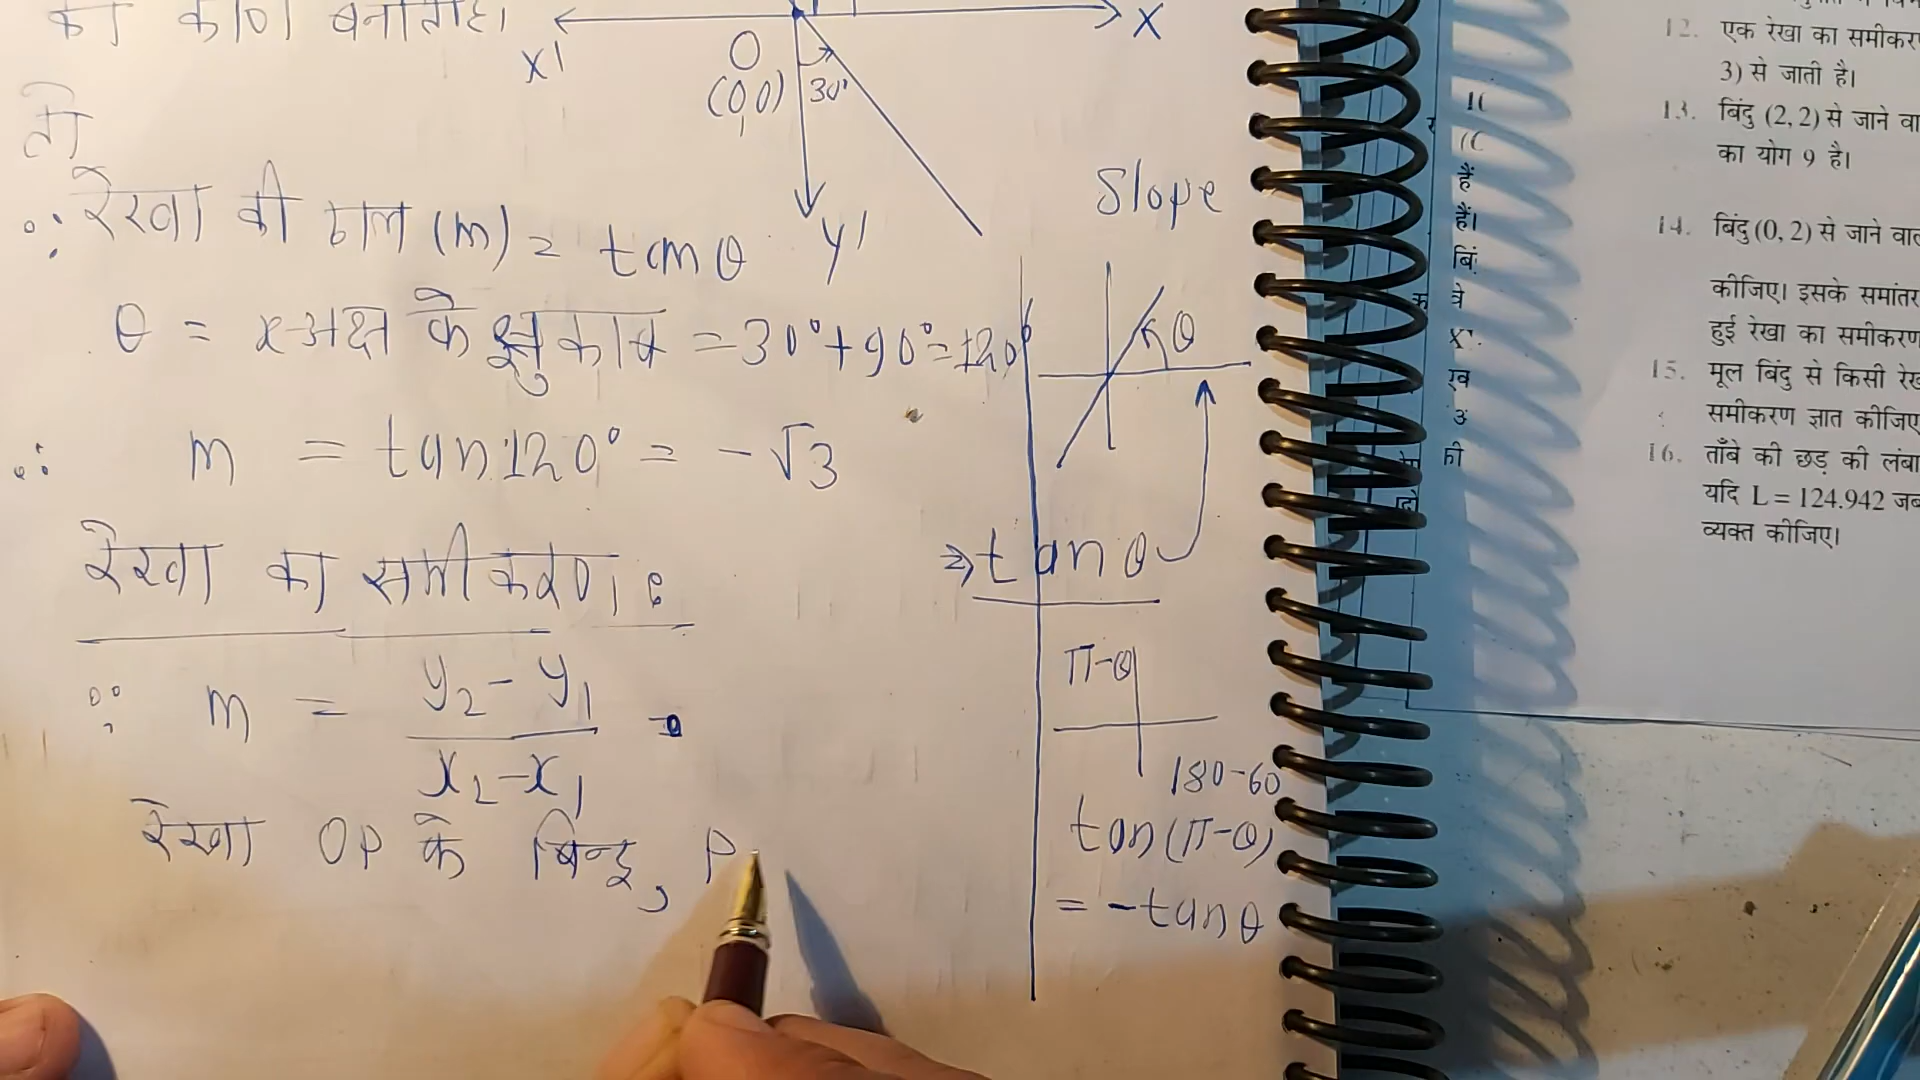 का कोण बनाती है।
X' X
O
(0,0) 30°
तो
Y'
∴ रेखा की ढाल (m) = tan θ
θ = x-अक्ष के झुकाव = 30° + 90° = 120°
∴ m = tan 120° = -√3
रेखा का समीकरण :
∵ m = y₂ - y₁ / x₂ - x₁
रेखा OP के बिन्दु, P
Slope
θ
⇒ tan θ
π-θ
180-60
tan(π-θ)
= -tan θ
हैं
हैं।
12. एक रेखा का समीकर
3) से जाती है।
13. बिंदु (2, 2) से जाने वा
का योग 9 है।
14. बिंदु (0, 2) से जाने वाल
कीजिए। इसके समांतर
हुई रेखा का समीकरण
15. मूल बिंदु से किसी रेख
समीकरण ज्ञात कीजिए
16. ताँबे की छड़ की लंबा
यदि L = 124.942 जब
व्यक्त कीजिए।